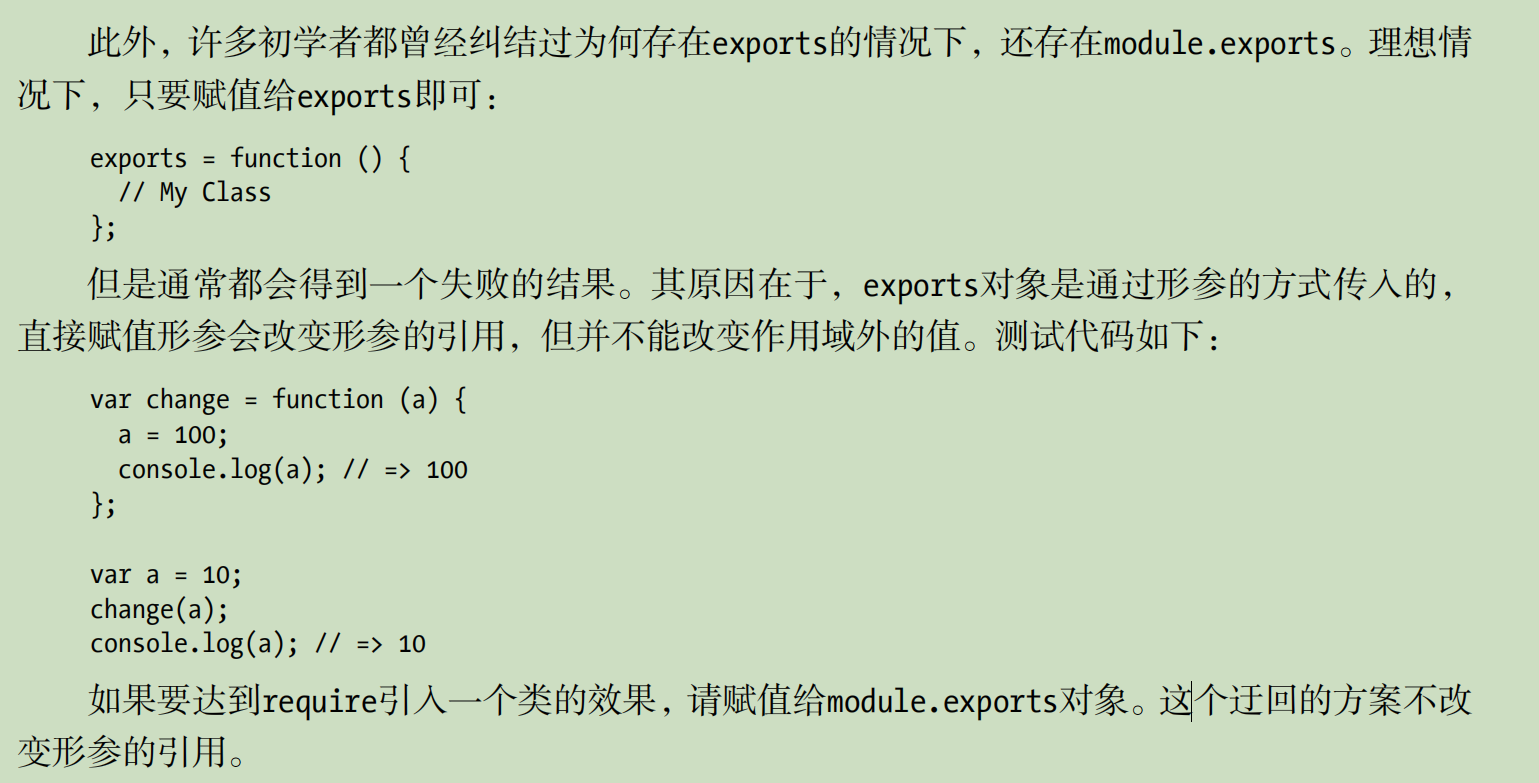 此外，许多初学者都曾经纠结过为何存在exports的情况下，还存在module.exports。理想情
况下，只要赋值给exports即可：
exports = function () {
  // My Class
};
但是通常都会得到一个失败的结果。其原因在于，exports对象是通过形参的方式传入的，
直接赋值形参会改变形参的引用，但并不能改变作用域外的值。测试代码如下：
var change = function (a) {
  a = 100;
  console.log(a); // => 100
};
var a = 10;
change(a);
console.log(a); // => 10
如果要达到require引入一个类的效果，请赋值给module.exports对象。这个迂回的方案不改
变形参的引用。